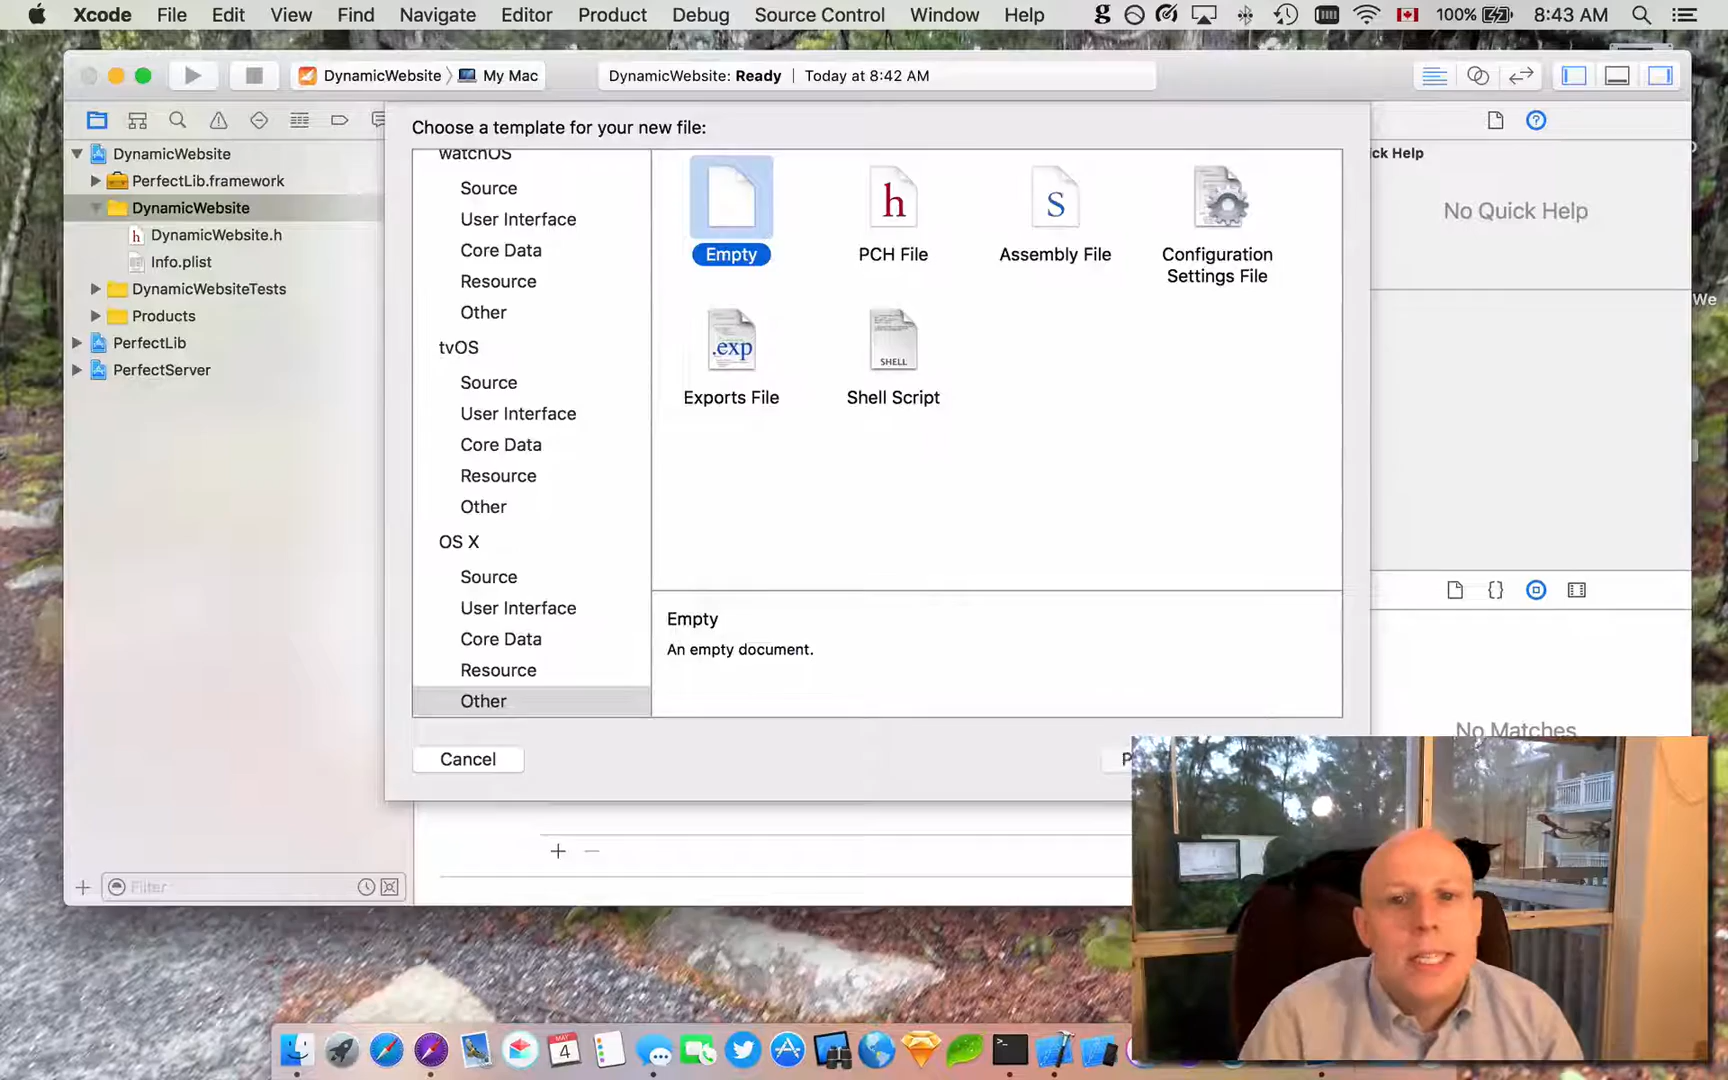 Xcode File Edit View Find Navigate Editor Product Debug Source Control Window Help 100% 8:43 AM
DynamicWebsite My Mac DynamicWebsite: Ready Today at 8:42 AM
Choose a template for your new file:
ck Help
No Quick Help
DynamicWebsite
PerfectLib.framework
DynamicWebsite
h DynamicWebsite.h
Info.plist
DynamicWebsiteTests
Products
PerfectLib
PerfectServer
watchOS
Source
User Interface
Core Data
Resource
Other
tvOS
Source
User Interface
Core Data
Resource
Other
OS X
Source
User Interface
Core Data
Resource
Other
h
S
Empty
PCH File
Assembly File
Configuration
Settings File
.exp
SHELL
Exports File
Shell Script
We
Empty
An empty document.
No Matches
Cancel
P
Filter
4